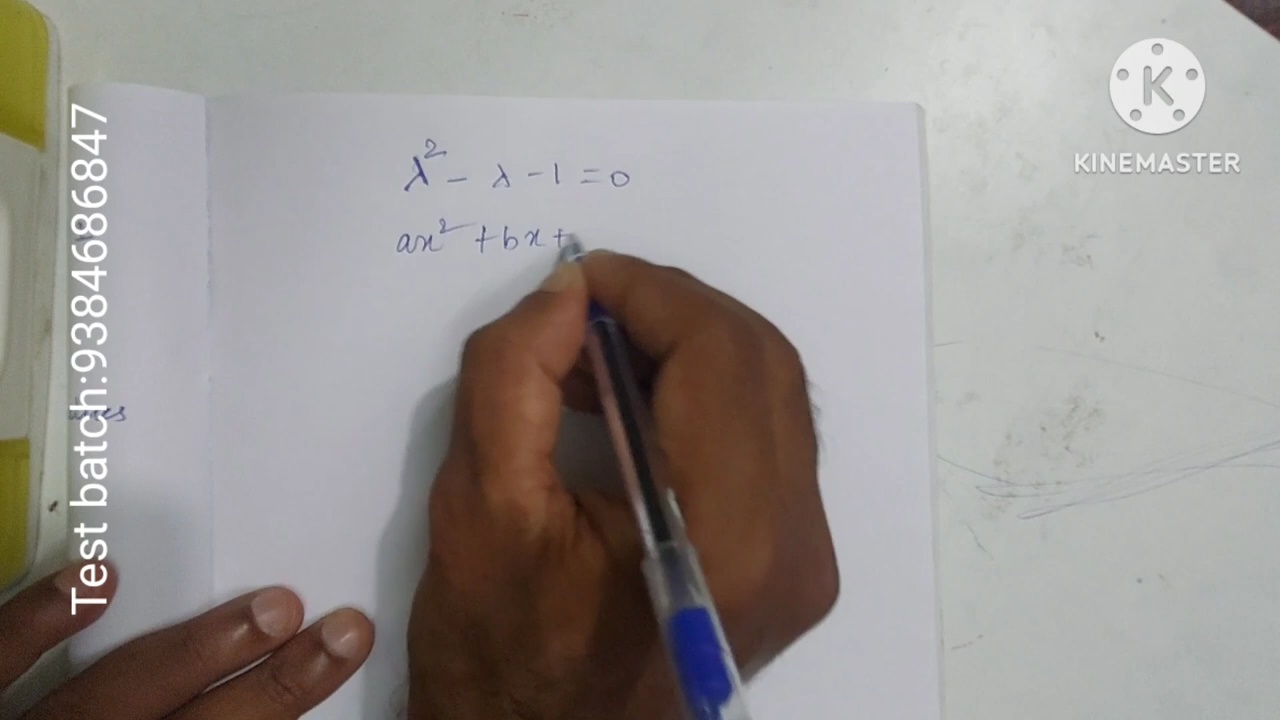 λ² - λ - 1 = 0
ax² + bx +
Test batch:9384686847
KINEMASTER